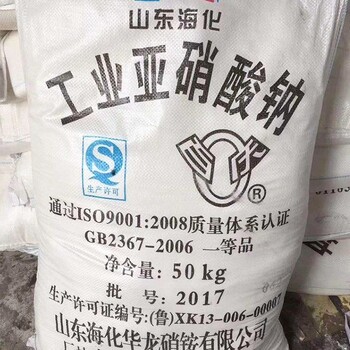 山东海化
工业亚硝酸钠
生产许可
®
通过ISO9001:2008质量体系认证
GB2367-2006 一等品
净含量: 50kg
批 号: 2017
生产许可证编号:(鲁)XK13-006-00007
山东海化华龙硝铵有限公司